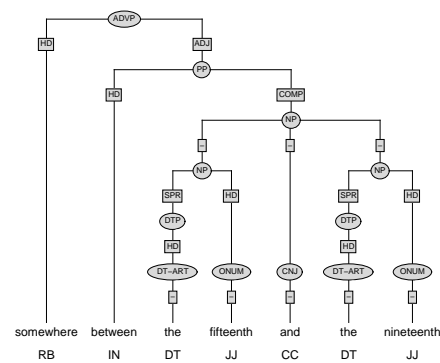 ADVP
HD ADJ
PP
HD COMP
NP
– – –
NP NP
SPR HD SPR HD
DTP DTP
HD HD
DT–ART ONUM CNJ DT–ART ONUM
– – – – –
somewhere between the fifteenth and the nineteenth
RB IN DT JJ CC DT JJ